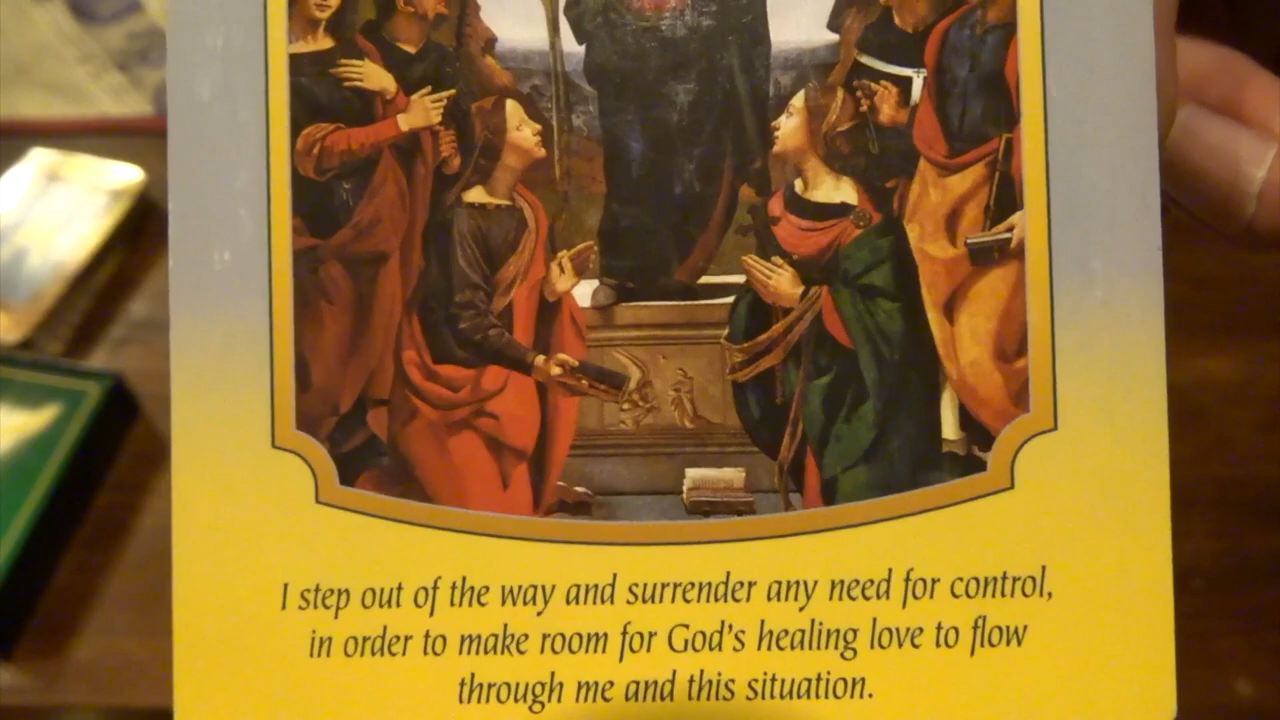 I step out of the way and surrender any need for control,
in order to make room for God's healing love to flow
through me and this situation.